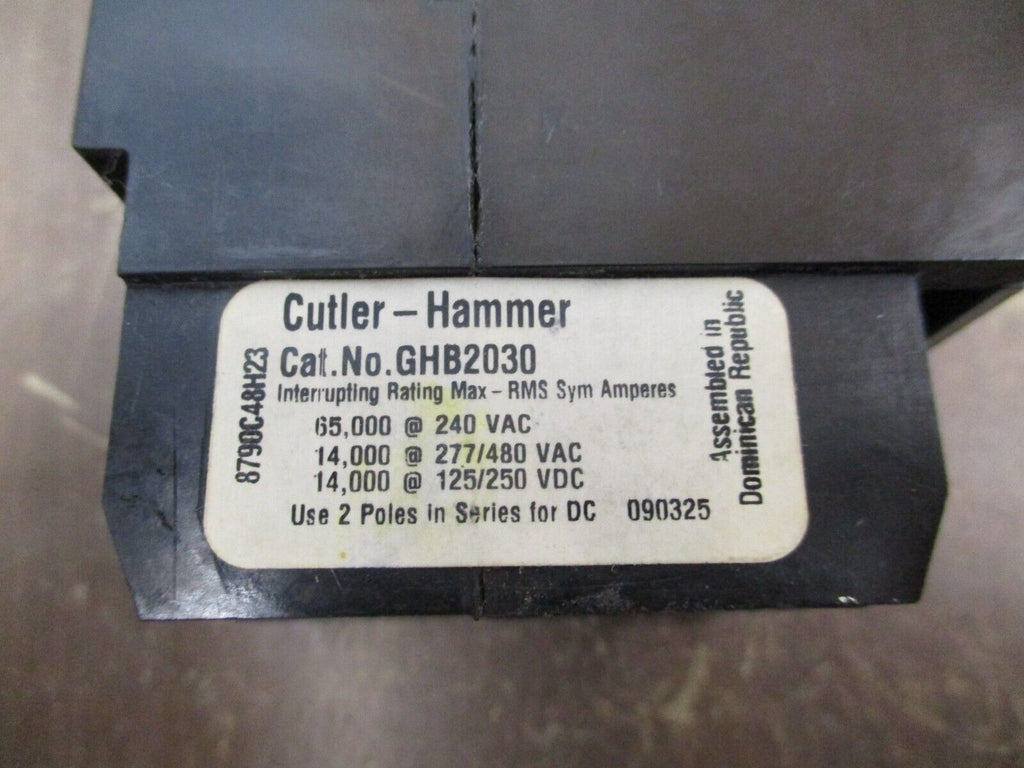 Cutler-Hammer
Cat.No.GHB2030
Interrupting Rating Max - RMS Sym Amperes
65,000 @ 240 VAC
14,000 @ 277/480 VAC
14,000 @ 125/250 VDC
Use 2 Poles in Series for DC 090325
8790C48H23
Assembled in
Dominican Republic